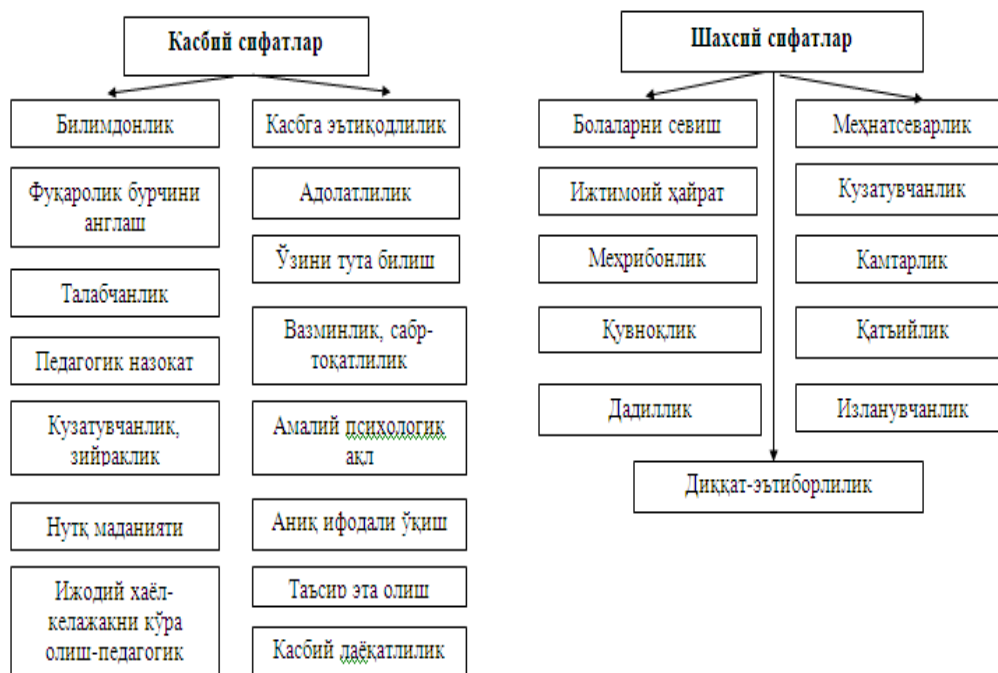 Касбий сифатлар
Билимдонлик
Фуқаролик бурчини
англаш
Талабчанлик
Педагогик назокат
Кузатувчанлик,
зийраклик
Нутқ маданияти
Ижодий хаёл-
келажакни кўра
олиш-педагогик
Касбга эътиқодлилик
Адолатлилик
Ўзини тута билиш
Вазминлик, сабр-
тоқатлилик
Амалий психологик
ақл
Аниқ ифодали ўқиш
Таъсир эта олиш
Касбий лаёқатлилик
Шахсий сифатлар
Болаларни севиш
Ижтимоий ҳайрат
Меҳрибонлик
Қувноқлик
Дадиллик
Меҳнатсеварлик
Кузатувчанлик
Камтарлик
Қатъийлик
Изланувчанлик
Диққат-эътиборлилик